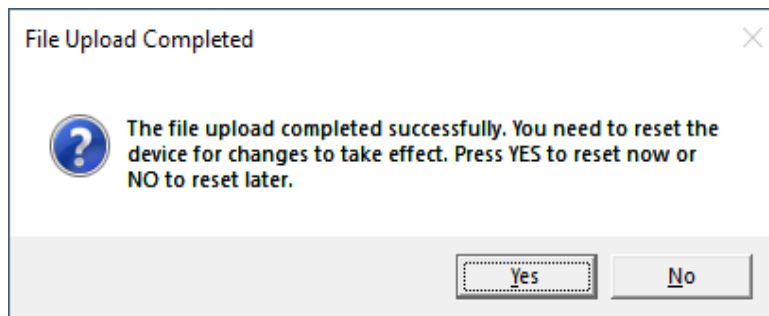 File Upload Completed
The file upload completed successfully. You need to reset the
device for changes to take effect. Press YES to reset now or
NO to reset later.
Yes
No